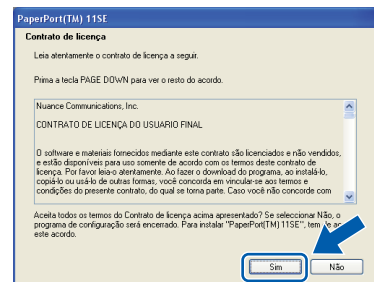 PaperPort(TM) 11SE
Contrato de licença
Leia atentamente o contrato de licença a seguir.
Prima a tecla PAGE DOWN para ver o resto do acordo.
Nuance Communications, Inc.
CONTRATO DE LICENÇA DO USUARIO FINAL
O software e materiais fornecidos mediante este contrato são licenciados e não vendidos,
e estão disponíveis para uso somente de acordo com os termos deste contrato de
licença. Por favor leia-o atentamente. Ao fazer o download do programa, ao instalá-lo,
copiá-lo ou usá-lo de outras formas, você concorda em vincular-se aos termos e
condições do presente contrato, do qual se torna parte. Caso você não concorde com
Aceita todos os termos do Contrato de licença acima apresentado? Se seleccionar Não, o
programa de configuração será encerrado. Para instalar "PaperPort(TM) 11SE", tem
este acordo.
Sim
Não